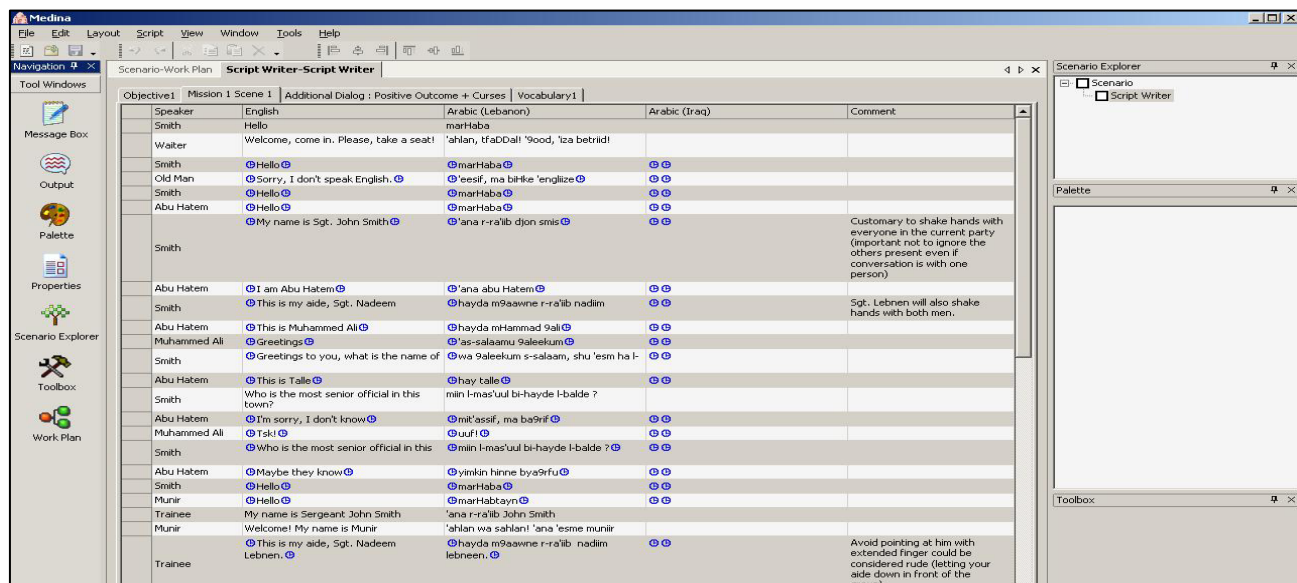 Medina
File Edit Layout Script View Window Tools Help
Navigation
Tool Windows
Message Box
Output
Palette
Properties
Scenario Explorer
Toolbox
Work Plan
Scenario-Work Plan Script Writer-Script Writer
Objective1 Mission 1 Scene 1 Additional Dialog : Positive Outcome + Curses Vocabulary1
Speaker English Arabic (Lebanon) Arabic (Iraq) Comment
Smith Hello marHaba
Waiter Welcome, come in. Please, take a seat! 'ahlan, tfaDDal! '9ood, 'iza betriid!
Smith Hello marHaba
Old Man Sorry, I don't speak English. 'eesif, ma biHke 'engliize
Smith Hello marHaba
Abu Hatem Hello marHaba
Smith My name is Sgt. John Smith 'ana r-ra'iib djon smis Customary to shake hands with
everyone in the current party
(important not to ignore the
others present even if
conversation is with one
person)
Abu Hatem I am Abu Hatem 'ana abu Hatem
Smith This is my aide, Sgt. Nadeem hayda m9aawne r-ra'iib nadiim Sgt. Lebnen will also shake
hands with both men.
Abu Hatem This is Muhammed Ali hayda mHammad 9ali
Muhammed Ali Greetings 'as-salaamu 9aleekum
Smith Greetings to you, what is the name of wa 9aleekum s-salaam, shu 'esm ha l-
Abu Hatem This is Talle hay talle
Smith Who is the most senior official in this miin l-mas'uul bi-hayde l-balde ?
town?
Abu Hatem I'm sorry, I don't know mit'assif, ma ba9rif
Muhammed Ali Tsk! uuf!
Smith Who is the most senior official in this miin l-mas'uul bi-hayde l-balde ?
Abu Hatem Maybe they know yimkin hinne bya9rfu
Smith Hello marHaba
Munir Hello marHabtayn
Trainee My name is Sergeant John Smith 'ana r-ra'iib John Smith
Munir Welcome! My name is Munir 'ahlan wa sahlan! 'ana 'esme muniir
Trainee This is my aide, Sgt. Nadeem hayda m9aawne r-ra'iib nadiim Avoid pointing at him with
Lebnen. lebneen. extended finger could be
considered rude (letting your
aide down in front of the
Scenario Explorer
Scenario
Script Writer
Palette
Toolbox